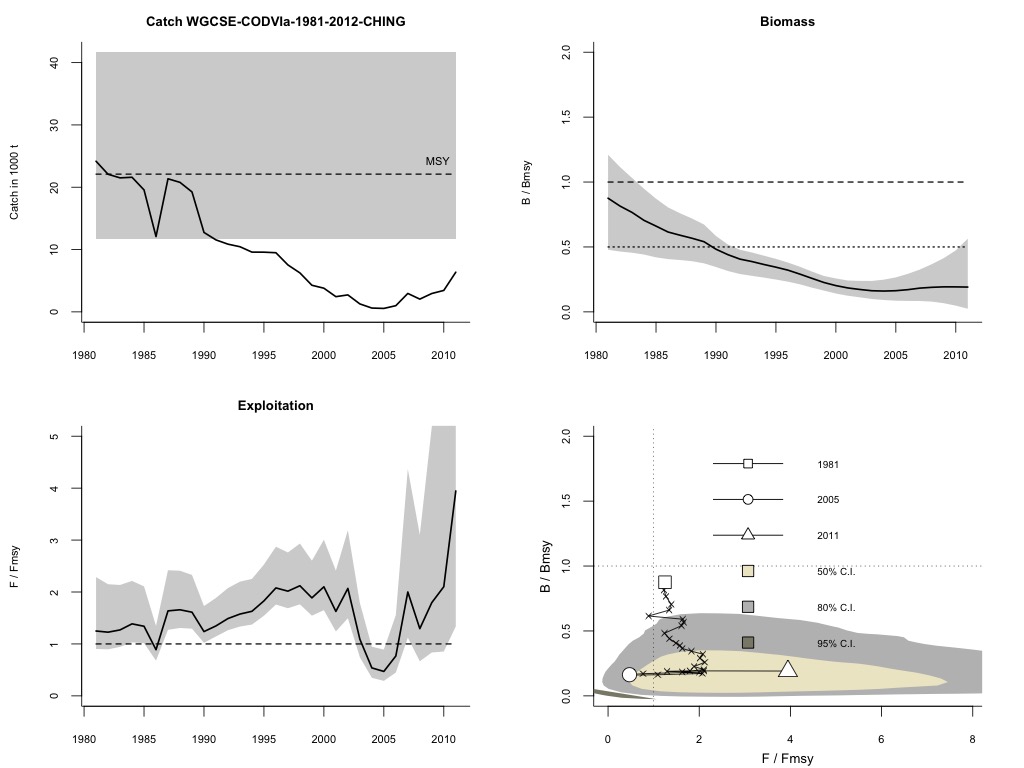 Catch WGCSE-CODVIa-1981-2012-CHING
Catch in 1000 t
40
30
20
10
0
MSY
1980 1985 1990 1995 2000 2005 2010
Biomass
B / Bmsy
2.0
1.5
1.0
0.5
0.0
1980 1985 1990 1995 2000 2005 2010
Exploitation
F / Fmsy
5
4
3
2
1
0
1980 1985 1990 1995 2000 2005 2010
B / Bmsy
2.0
1.5
1.0
0.5
0.0
1981
2005
2011
50% C.I.
80% C.I.
95% C.I.
0 2 4 6 8
F / Fmsy